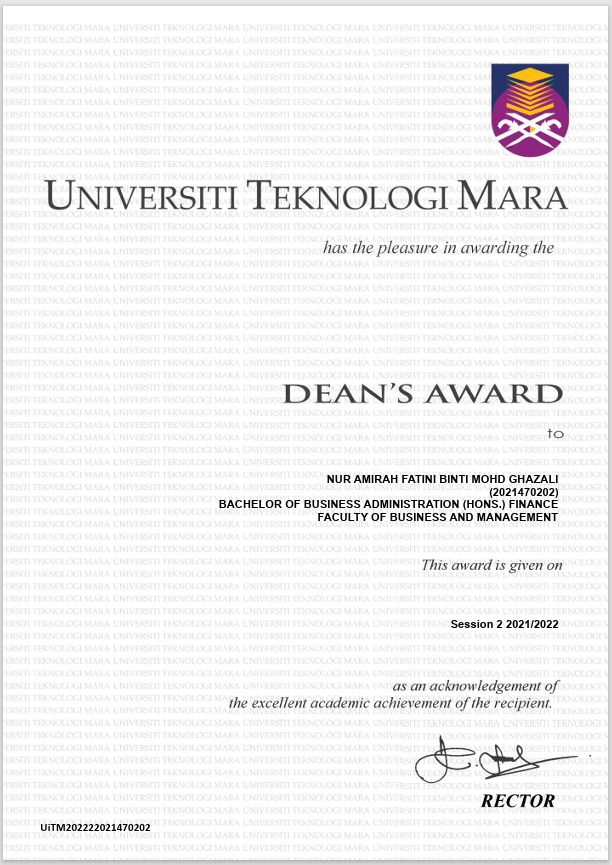 UNIVERSITI TEKNOLOGI MARA
has the pleasure in awarding the
DEAN'S AWARD
to
NUR AMIRAH FATINI BINTI MOHD GHAZALI
(2021470202)
BACHELOR OF BUSINESS ADMINISTRATION (HONS.) FINANCE
FACULTY OF BUSINESS AND MANAGEMENT
This award is given on
Session 2 2021/2022
as an acknowledgement of
the excellent academic achievement of the recipient.
RECTOR
UiTM202222021470202